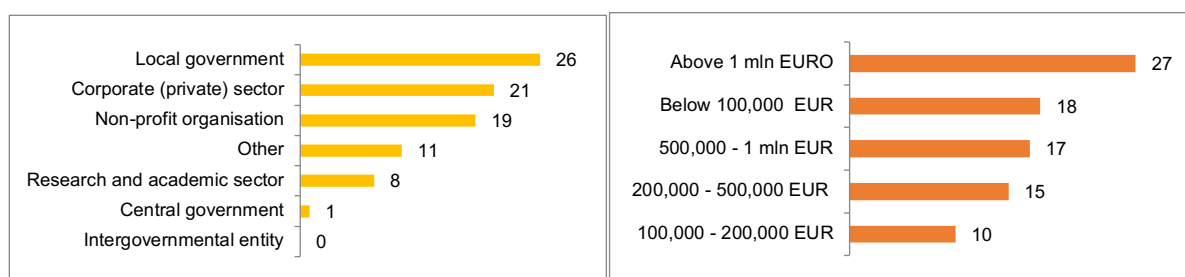 Local government 26
Corporate (private) sector 21
Non-profit organisation 19
Other 11
Research and academic sector 8
Central government 1
Intergovernmental entity 0
Above 1 mln EURO 27
Below 100,000 EUR 18
500,000 - 1 mln EUR 17
200,000 - 500,000 EUR 15
100,000 - 200,000 EUR 10